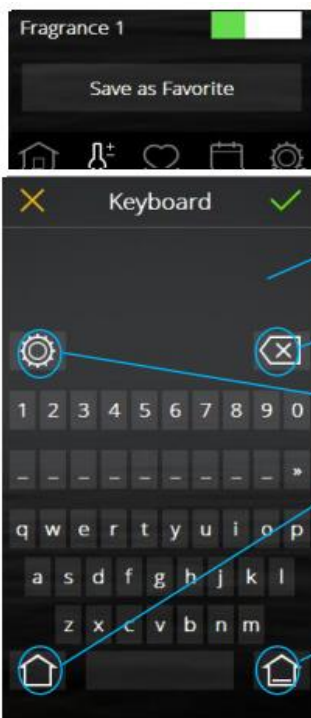 Fragrance 1
Save as Favorite
Keyboard
1 2 3 4 5 6 7 8 9 0
_ _ _ _ _ _ _ _ _ »
q w e r t y u i o p
a s d f g h j k l
z x c v b n m